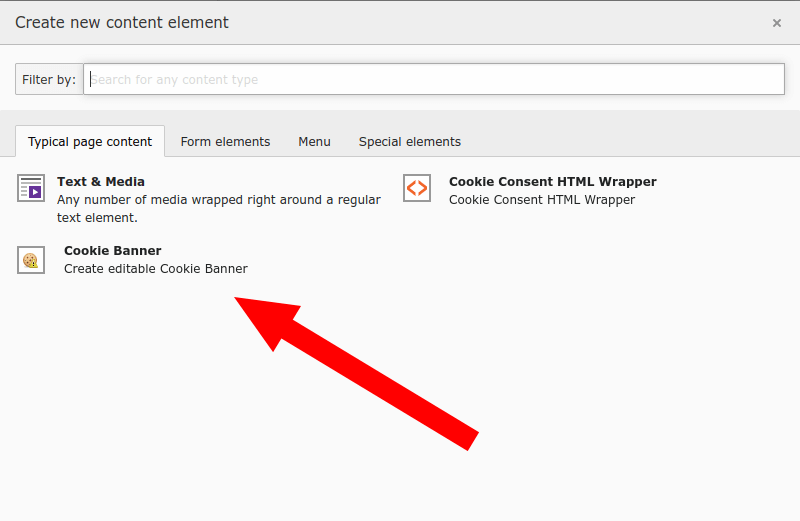 Create new content element
×
Filter by:
Search for any content type
Typical page content
Form elements
Menu
Special elements
Text & Media
Any number of media wrapped right around a regular
text element.
Cookie Consent HTML Wrapper
Cookie Consent HTML Wrapper
Cookie Banner
Create editable Cookie Banner